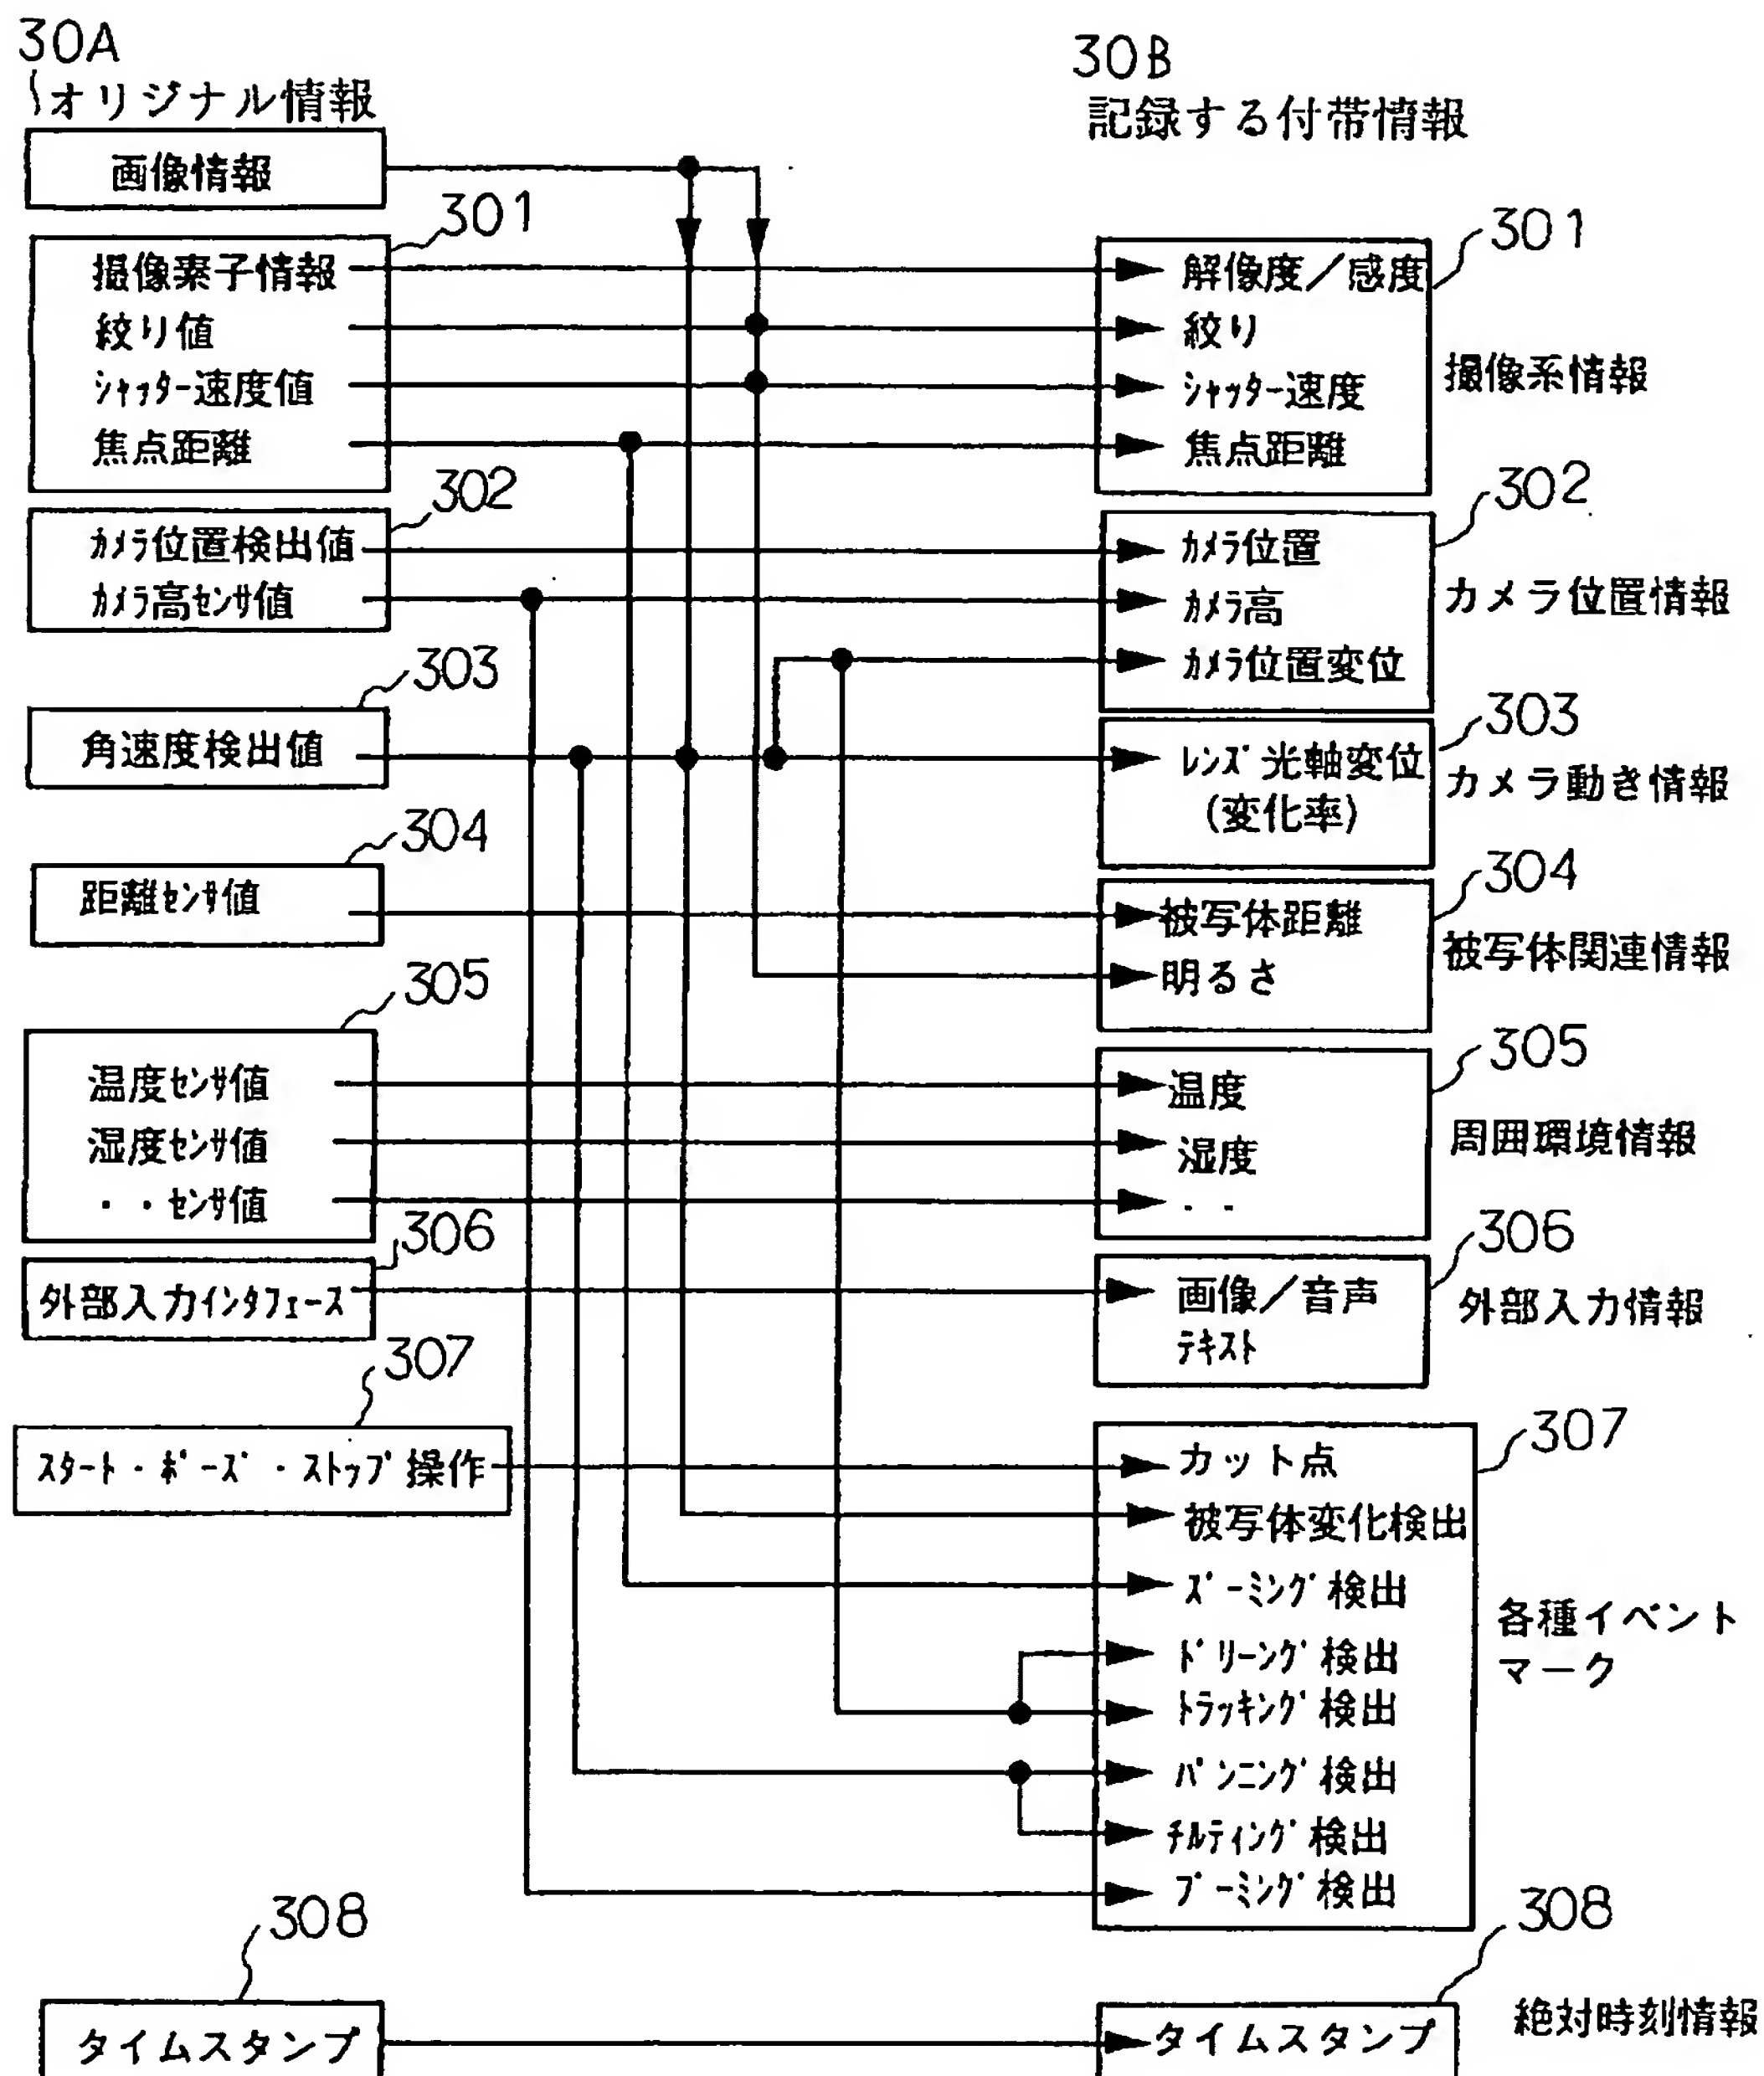 30A
オリジナル情報
画像情報
301
撮像素子情報
絞り値
シャッター速度値
焦点距離
302
カメラ位置検出値
カメラ高センサ値
303
角速度検出値
304
距離センサ値
305
温度センサ値
湿度センサ値
・・センサ値
306
外部入力インタフェース
307
スタート・ポーズ・ストップ操作
308
タイムスタンプ
30B
記録する付帯情報
301
解像度／感度
絞り
シャッター速度
焦点距離
撮像系情報
302
カメラ位置
カメラ高
カメラ位置変位
カメラ位置情報
303
レンズ光軸変位
(変化率)
カメラ動き情報
304
被写体距離
明るさ
被写体関連情報
305
温度
湿度
・・
周囲環境情報
306
画像／音声
テキスト
外部入力情報
307
カット点
被写体変化検出
ズーミング検出
ドリーング検出
トラッキング検出
パンニング検出
チルティング検出
ブーミング検出
各種イベント
マーク
308
タイムスタンプ
絶対時刻情報